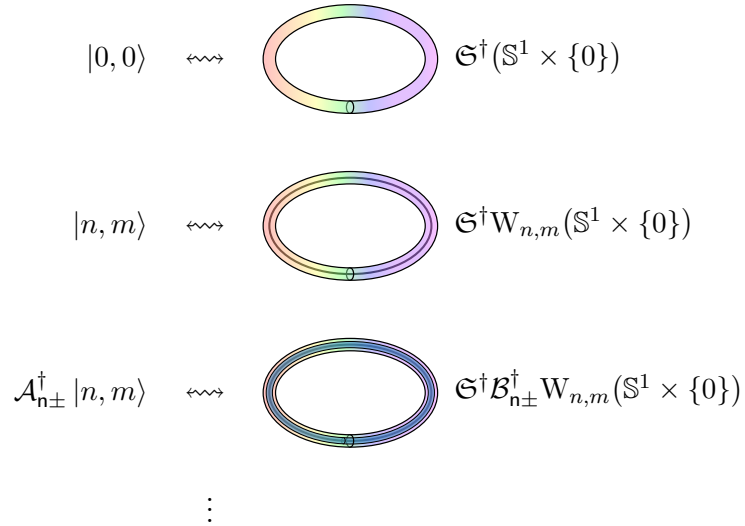 |0, 0⟩ ⇝ 𝔖†(𝕊¹ × {0})
|n, m⟩ ⇝ 𝔖†W_{n,m}(𝕊¹ × {0})
𝒜†_{n±} |n, m⟩ ⇝ 𝔖†ℬ†_{n±}W_{n,m}(𝕊¹ × {0})
⋮